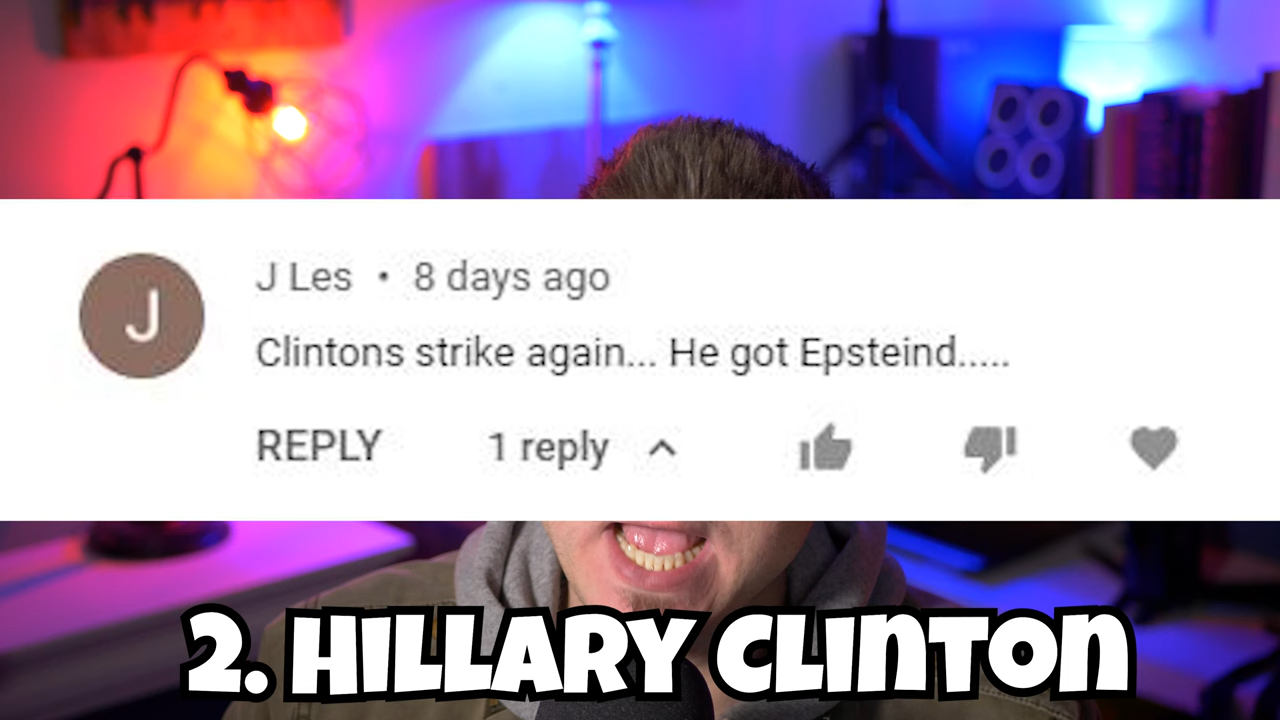 J
J Les • 8 days ago
Clintons strike again... He got Epsteind.....
REPLY 1 reply
2. HILLARY CLINTON